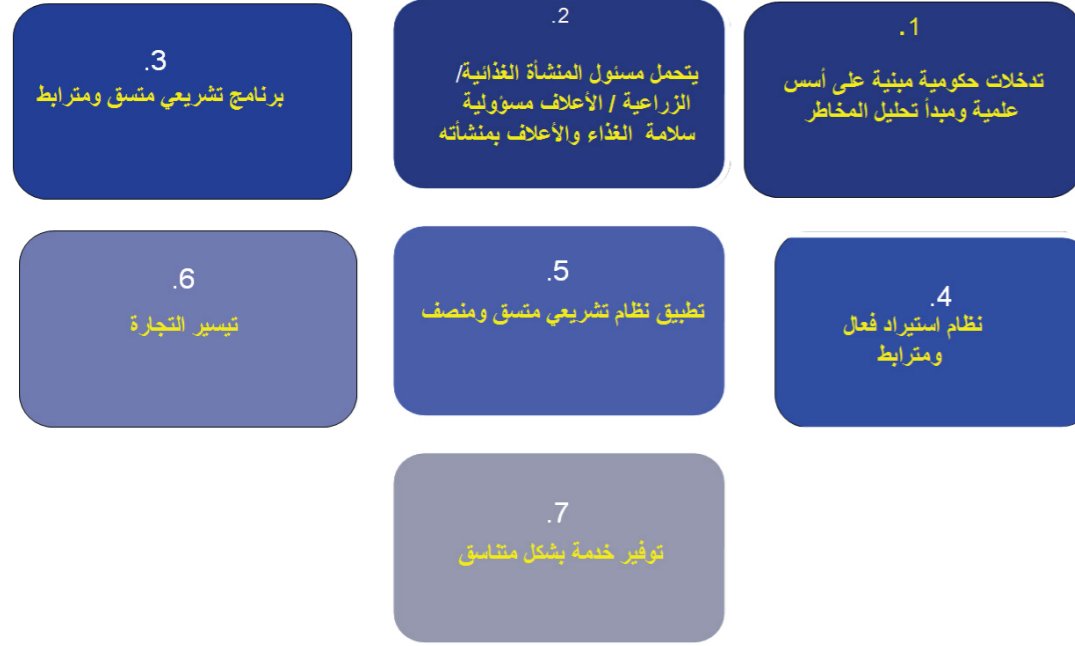 1.
تدخلات حكومية مبنية على أسس
علمية ومبدأ تحليل المخاطر
2.
يتحمل مسئول المنشأة الغذائية/
الزراعية / الأعلاف مسؤولية
سلامة الغذاء والأعلاف بمنشأته
3.
برنامج تشريعي متسق ومترابط
4.
نظام استيراد فعال
ومترابط
5.
تطبيق نظام تشريعي متسق ومنصف
6.
تيسير التجارة
7.
توفير خدمة بشكل متناسق